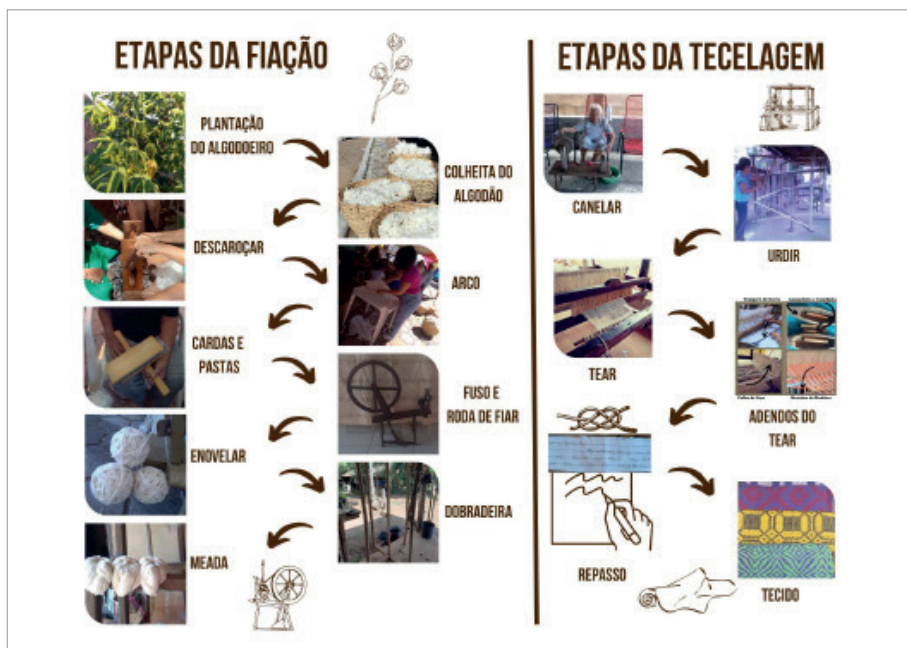 ETAPAS DA FIAÇÃO
PLANTAÇÃO
DO ALGODOEIRO
COLHEITA DO
ALGODÃO
DESCAROÇAR
ARCO
CARDAS E
PASTAS
FUSO E
RODA DE FIAR
ENOVELAR
DOBRADEIRA
MEADA
ETAPAS DA TECELAGEM
CANELAR
URDIR
TEAR
ADENDOS DO
TEAR
REPASSO
TECIDO